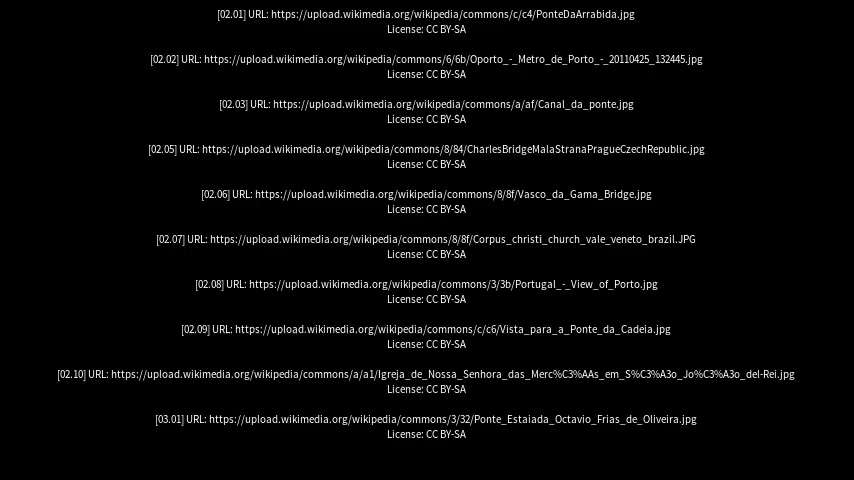 [02.01] URL: https://upload.wikimedia.org/wikipedia/commons/c/c4/PonteDaArrabida.jpg
License: CC BY-SA
[02.02] URL: https://upload.wikimedia.org/wikipedia/commons/6/6b/Oporto_-_Metro_de_Porto_-_20110425_132445.jpg
License: CC BY-SA
[02.03] URL: https://upload.wikimedia.org/wikipedia/commons/a/af/Canal_da_ponte.jpg
License: CC BY-SA
[02.05] URL: https://upload.wikimedia.org/wikipedia/commons/8/84/CharlesBridgeMalaStranaPragueCzechRepublic.jpg
License: CC BY-SA
[02.06] URL: https://upload.wikimedia.org/wikipedia/commons/8/8f/Vasco_da_Gama_Bridge.jpg
License: CC BY-SA
[02.07] URL: https://upload.wikimedia.org/wikipedia/commons/8/8f/Corpus_christi_church_vale_veneto_brazil.JPG
License: CC BY-SA
[02.08] URL: https://upload.wikimedia.org/wikipedia/commons/3/3b/Portugal_-_View_of_Porto.jpg
License: CC BY-SA
[02.09] URL: https://upload.wikimedia.org/wikipedia/commons/c/c6/Vista_para_a_Ponte_da_Cadeia.jpg
License: CC BY-SA
[02.10] URL: https://upload.wikimedia.org/wikipedia/commons/a/a1/Igreja_de_Nossa_Senhora_das_Merc%C3%AAs_em_S%C3%A3o_Jo%C3%A3o_del-Rei.jpg
License: CC BY-SA
[03.01] URL: https://upload.wikimedia.org/wikipedia/commons/3/32/Ponte_Estaiada_Octavio_Frias_de_Oliveira.jpg
License: CC BY-SA